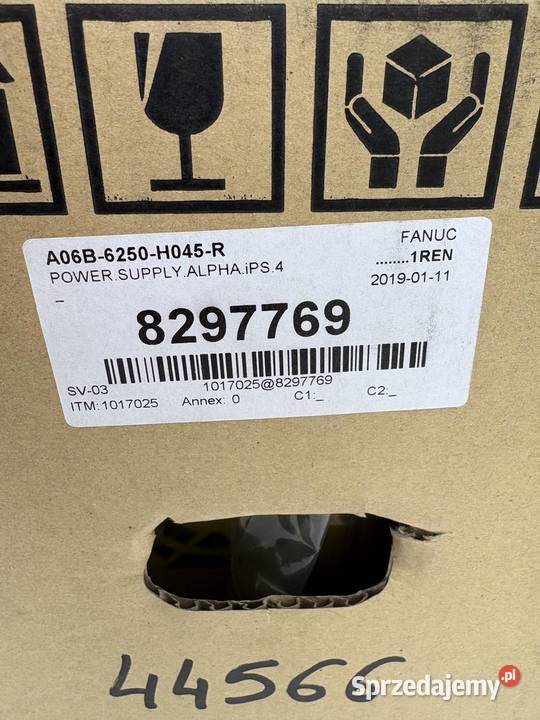 A06B-6250-H045-R
FANUC
POWER.SUPPLY.ALPHA.iPS.4
........1REN
_
2019-01-11
8297769
SV-03
1017025@8297769
ITM:1017025 Annex: 0 C1:_ C2:_
44566
Sprzedajemy.pl